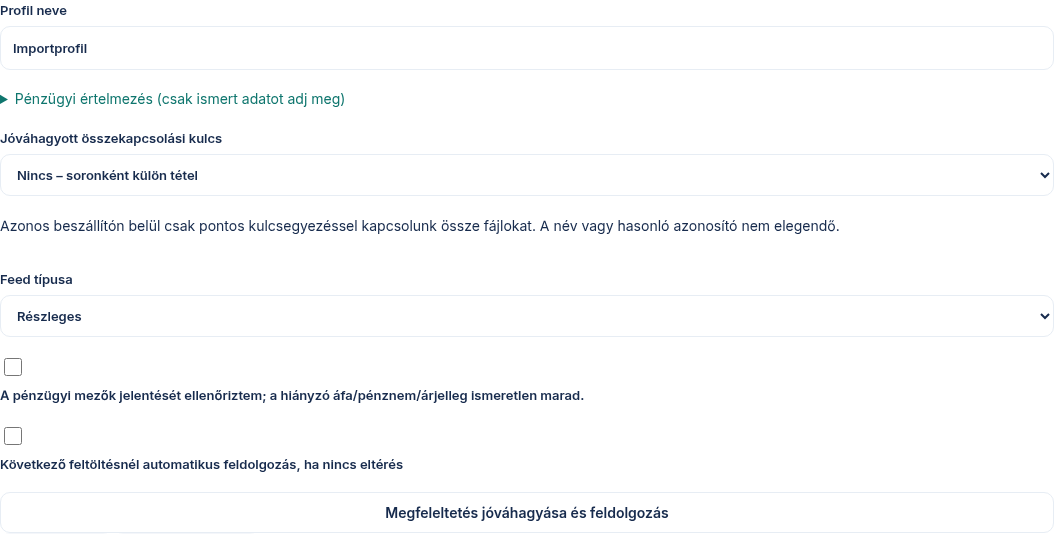 Profil neve
Importprofil
Pénzügyi értelmezés (csak ismert adatot adj meg)
Jóváhagyott összekapcsolási kulcs
Nincs – soronként külön tétel
Azonos beszállítón belül csak pontos kulcsegyezéssel kapcsolunk össze fájlokat. A név vagy hasonló azonosító nem elegendő.
Feed típusa
Részleges
A pénzügyi mezők jelentését ellenőriztem; a hiányzó áfa/pénznem/árjelleg ismeretlen marad.
Következő feltöltésnél automatikus feldolgozás, ha nincs eltérés
Megfeleltetés jóváhagyása és feldolgozás